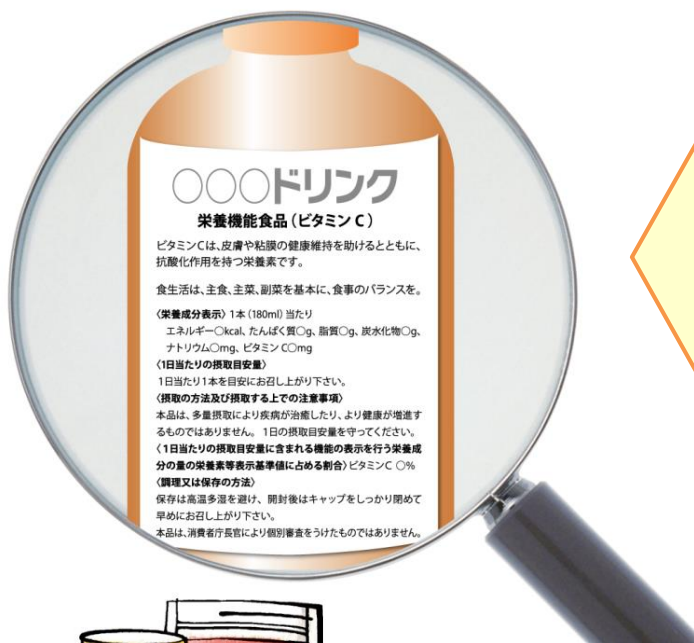 ○○○ドリンク
栄養機能食品(ビタミン C)
ビタミンCは、皮膚や粘膜の健康維持を助けるとともに、
抗酸化作用を持つ栄養素です。
食生活は、主食、主菜、副菜を基本に、食事のバランスを。
〈栄養成分表示〉1本(180ml)当たり
エネルギー○kcal、たんぱく質○g、脂質○g、炭水化物○g、
ナトリウム○mg、ビタミン C○mg
〈1日当たりの摂取目安量〉
1日当たり1本を目安にお召し上がり下さい。
〈摂取の方法及び摂取する上での注意事項〉
本品は、多量摂取により疾病が治癒したり、より健康が増進す
るものではありません。1日の摂取目安量を守ってください。
〈1日当たりの摂取目安量に含まれる機能の表示を行う栄養成
分の量の栄養素等表示基準値に占める割合〉ビタミンC ○%
〈調理又は保存の方法〉
保存は高温多湿を避け、開封後はキャップをしっかり閉めて
早めにお召し上がり下さい。
本品は、消費者庁長官により個別審査をうけたものではありません。